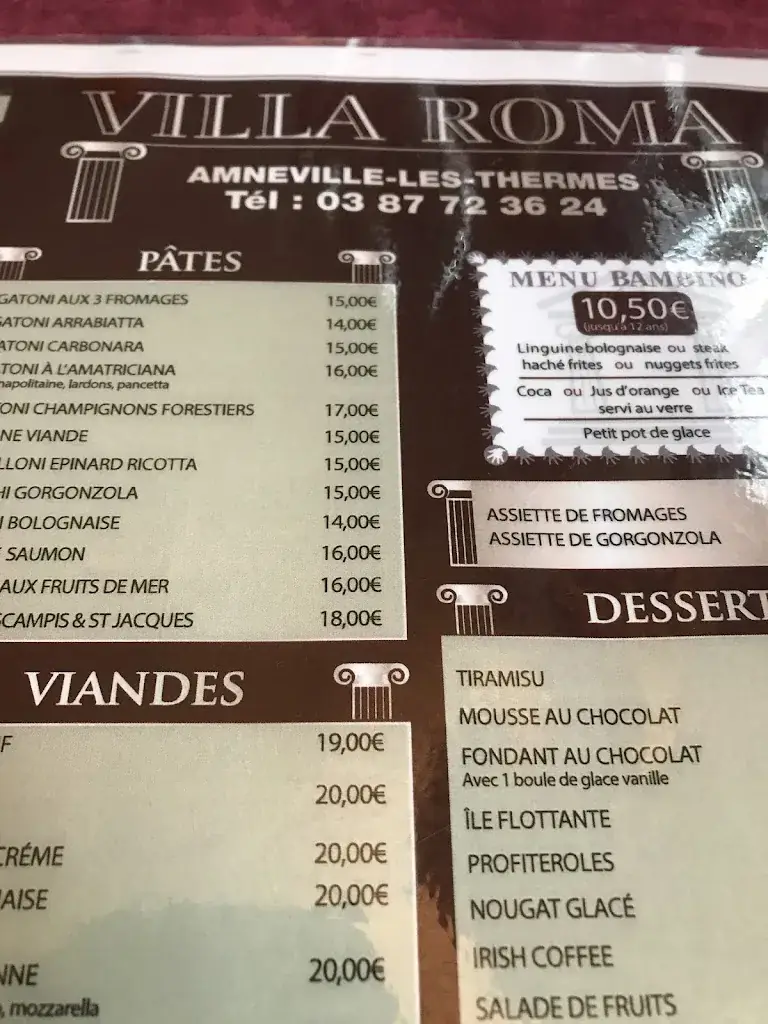 VILLA ROMA
AMNEVILLE-LES-THERMES
Tél : 03 87 72 36 24
PÂTES
GATONI AUX 3 FROMAGES 15,00€
GATONI ARRABIATTA 14,00€
ATONI CARBONARA 15,00€
TONI À L'AMATRICIANA 16,00€
napolitaine, lardons, pancetta
ONI CHAMPIGNONS FORESTIERS 17,00€
NE VIANDE 15,00€
LLONI EPINARD RICOTTA 15,00€
HI GORGONZOLA 15,00€
I BOLOGNAISE 14,00€
SAUMON 16,00€
AUX FRUITS DE MER 16,00€
SCAMPIS & ST JACQUES 18,00€
VIANDES
F 19,00€
20,00€
CRÉME 20,00€
AISE 20,00€
NNE 20,00€
, mozzarella
MENU BAMBINO
10,50€
(jusqu'à 12 ans)
Linguine bolognaise ou steak
haché frites ou nuggets frites
Coca ou Jus d'orange ou Ice Tea
servi au verre
Petit pot de glace
ASSIETTE DE FROMAGES
ASSIETTE DE GORGONZOLA
DESSERT
TIRAMISU
MOUSSE AU CHOCOLAT
FONDANT AU CHOCOLAT
Avec 1 boule de glace vanille
ÎLE FLOTTANTE
PROFITEROLES
NOUGAT GLACÉ
IRISH COFFEE
SALADE DE FRUITS